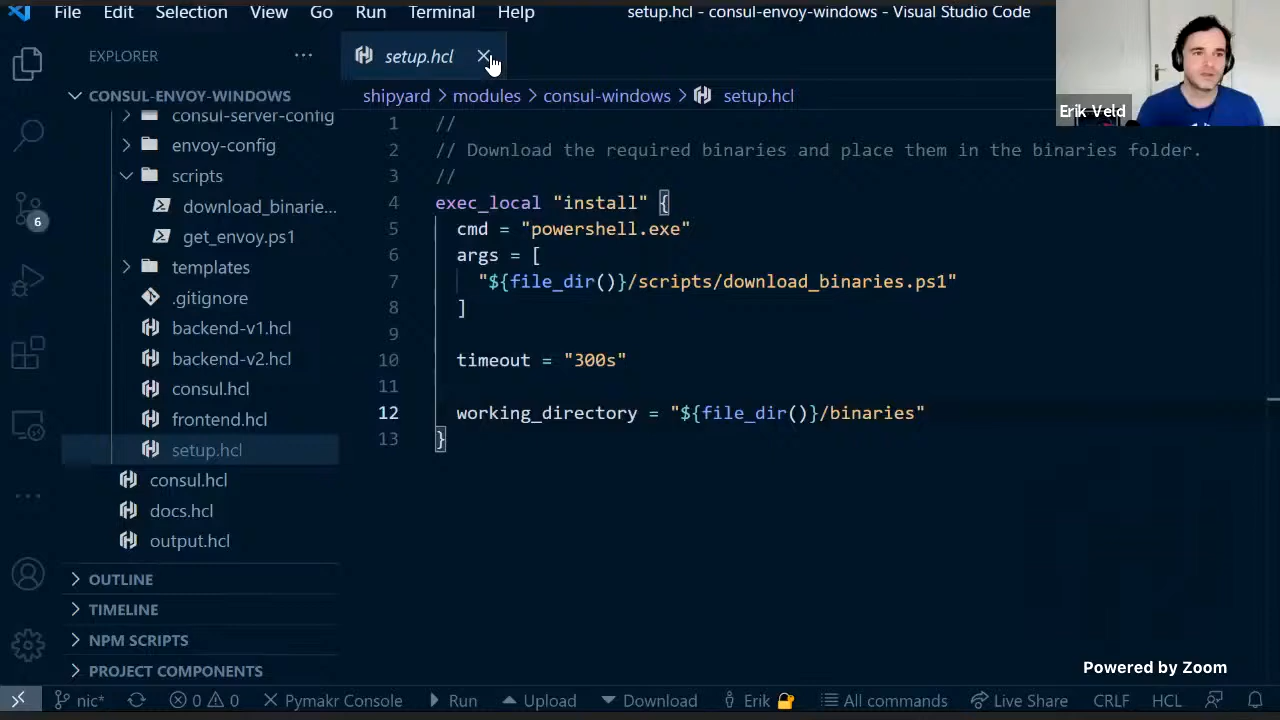 File Edit Selection View Go Run Terminal Help
setup.hcl - consul-envoy-windows - Visual Studio Code
EXPLORER
setup.hcl
Erik Veld
CONSUL-ENVOY-WINDOWS
consul-server-config
envoy-config
scripts
download_binarie...
get_envoy.ps1
templates
.gitignore
backend-v1.hcl
backend-v2.hcl
consul.hcl
frontend.hcl
setup.hcl
consul.hcl
docs.hcl
output.hcl
OUTLINE
TIMELINE
NPM SCRIPTS
PROJECT COMPONENTS
6
shipyard > modules > consul-windows > setup.hcl
1 //
2 // Download the required binaries and place them in the binaries folder.
3 //
4 exec_local "install" {
5 cmd = "powershell.exe"
6 args = [
7 "${file_dir()}/scripts/download_binaries.ps1"
8 ]
9
10 timeout = "300s"
11
12 working_directory = "${file_dir()}/binaries"
13 }
Powered by Zoom
nic* 0 0 Pymakr Console Run Upload Download Erik All commands Live Share CRLF HCL